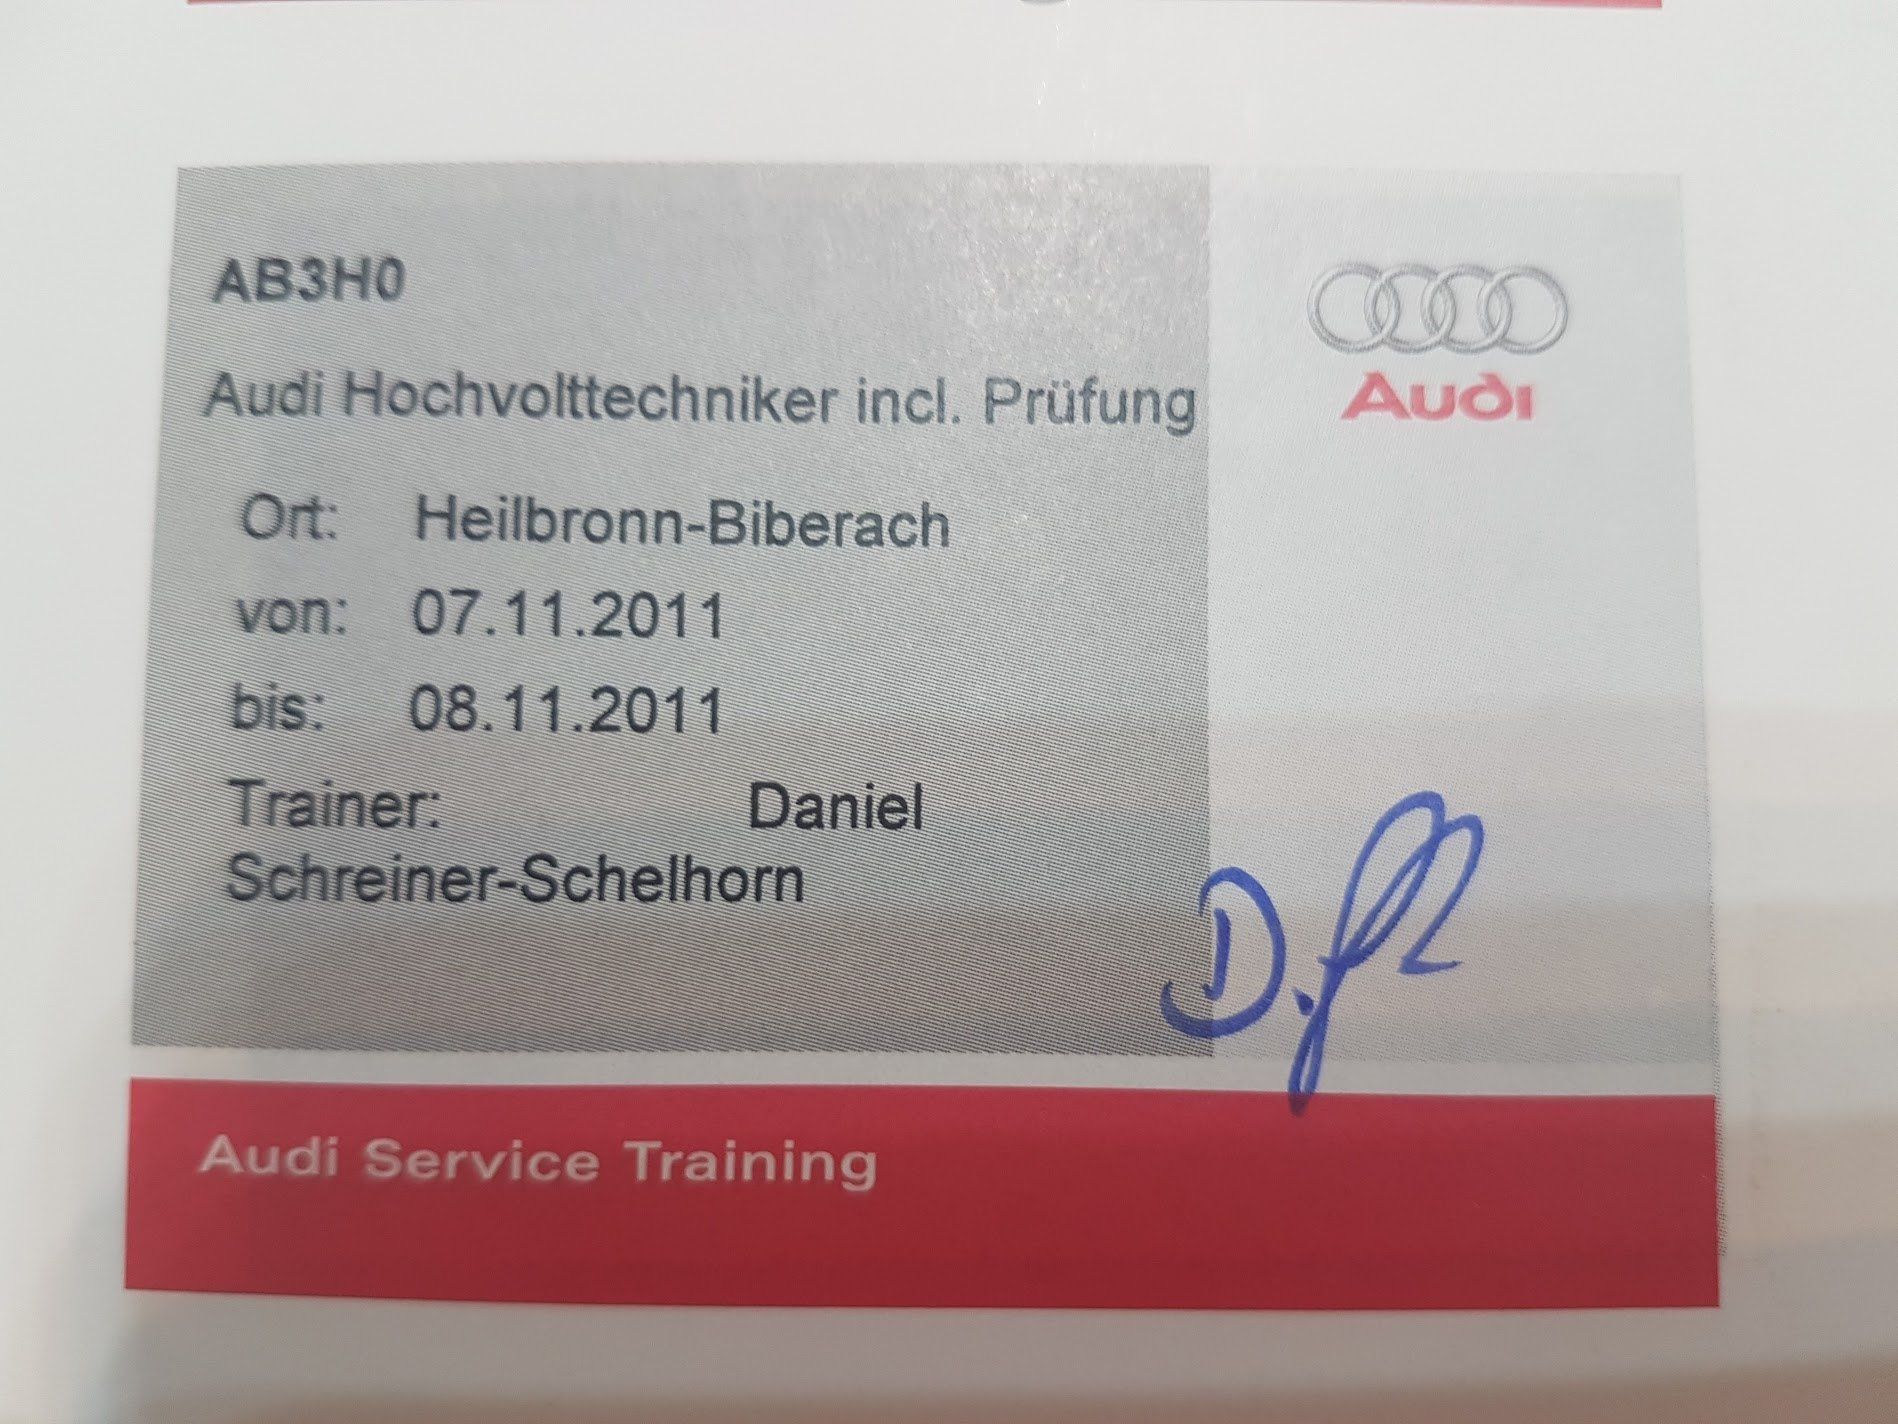 AB3H0
Audi Hochvolttechniker incl. Prüfung
Ort: Heilbronn-Biberach
von: 07.11.2011
bis: 08.11.2011
Trainer: Daniel
Schreiner-Schelhorn
Audi
Audi Service Training